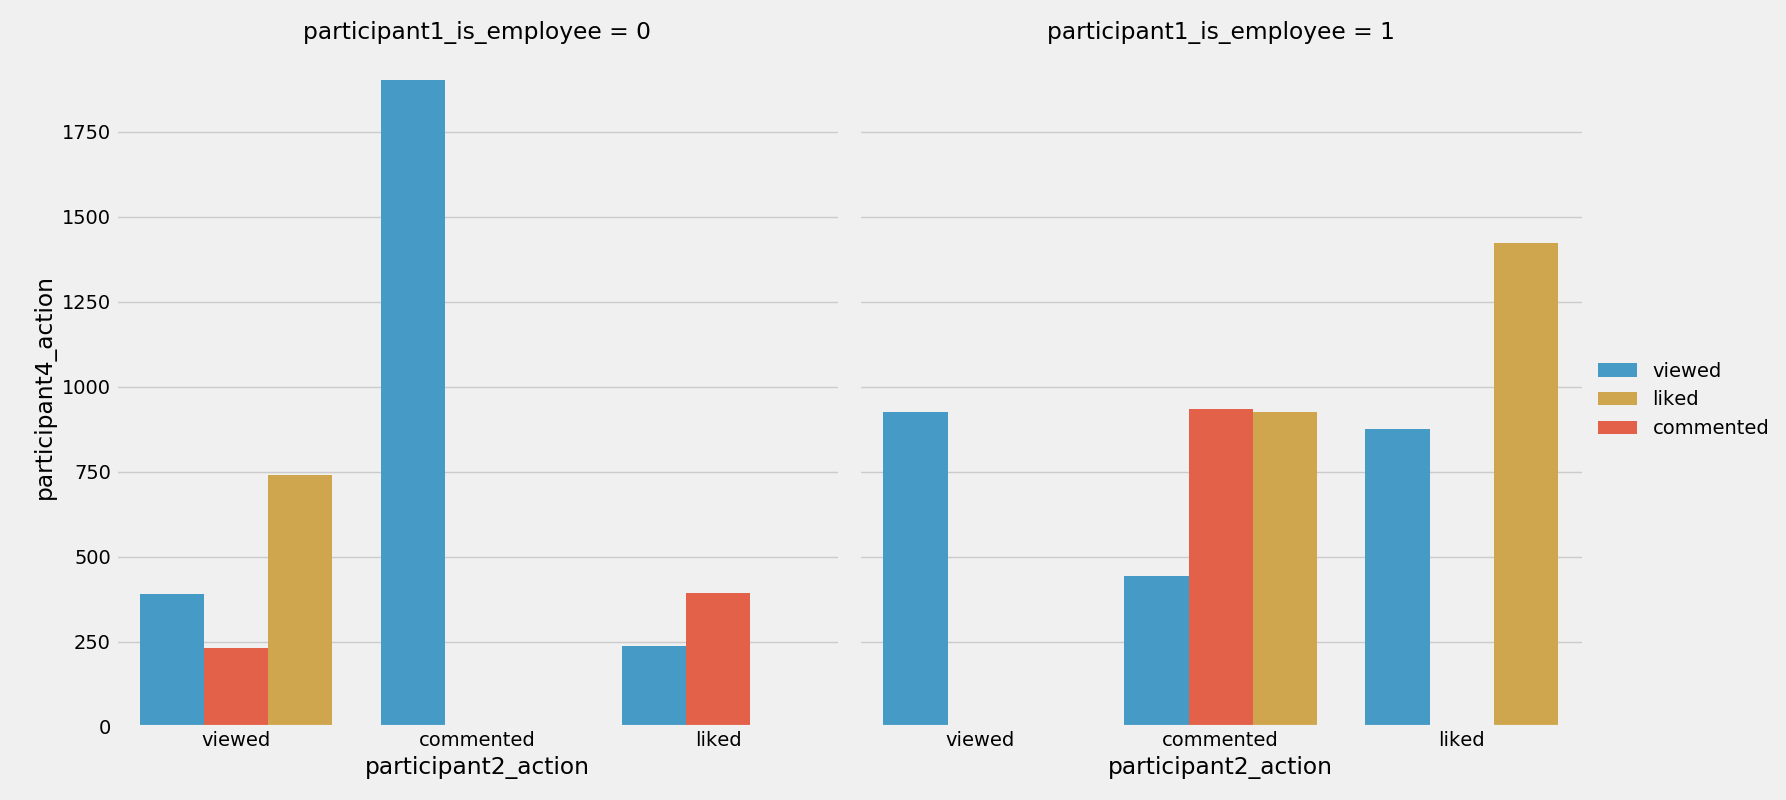 participant1_is_employee = 0
participant1_is_employee = 1
participant4_action
1750
1500
1250
1000
750
500
250
0
viewed
commented
liked
participant2_action
viewed
commented
liked
participant2_action
viewed
liked
commented